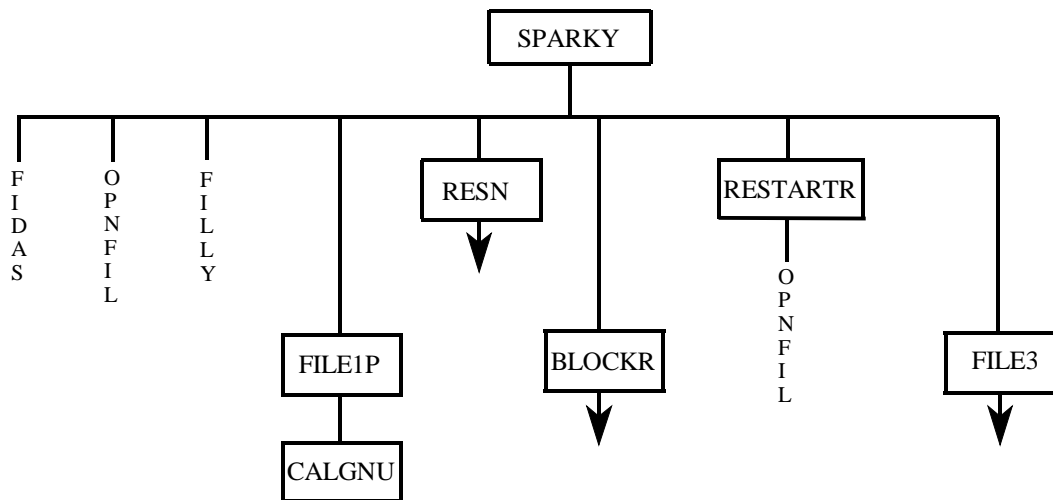 SPARKY
FIDAS
OPNFIL
FILLY
RESN
RESTARTR
OPNFIL
FILE1P
BLOCKR
FILE3
CALGNU